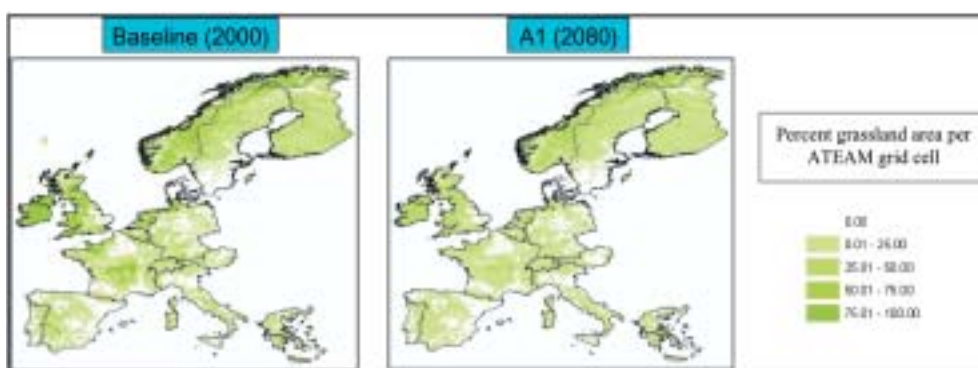 Baseline (2000)
A1 (2080)
Percent grassland area per
ATEAM grid cell
0.00
0.01 - 25.00
25.01 - 50.00
50.01 - 75.00
75.01 - 100.00